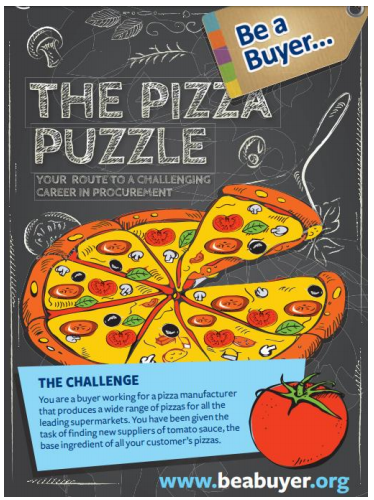 Be a
Buyer...
THE PIZZA
PUZZLE
YOUR ROUTE TO A CHALLENGING
CAREER IN PROCUREMENT
THE CHALLENGE
You are a buyer working for a pizza manufacturer
that produces a wide range of pizzas for all the
leading supermarkets. You have been given the
task of finding new suppliers of tomato sauce, the
base ingredient of all your customer's pizzas.
www.beabuyer.org